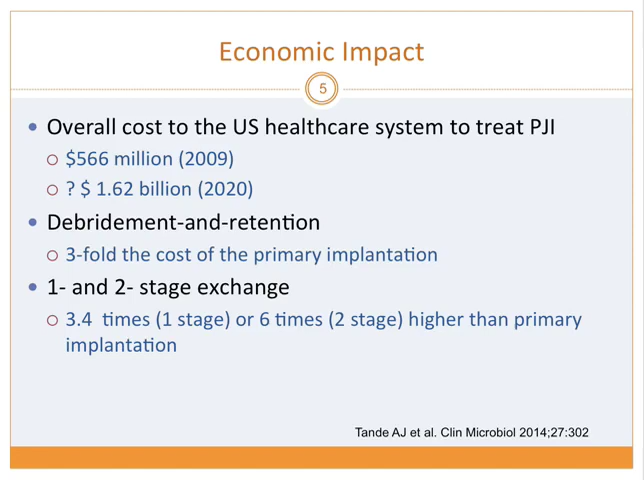 Economic Impact
5
• Overall cost to the US healthcare system to treat PJI
○ $566 million (2009)
○ ? $ 1.62 billion (2020)
• Debridement-and-retention
○ 3-fold the cost of the primary implantation
• 1- and 2- stage exchange
○ 3.4 times (1 stage) or 6 times (2 stage) higher than primary
implantation
Tande AJ et al. Clin Microbiol 2014;27:302